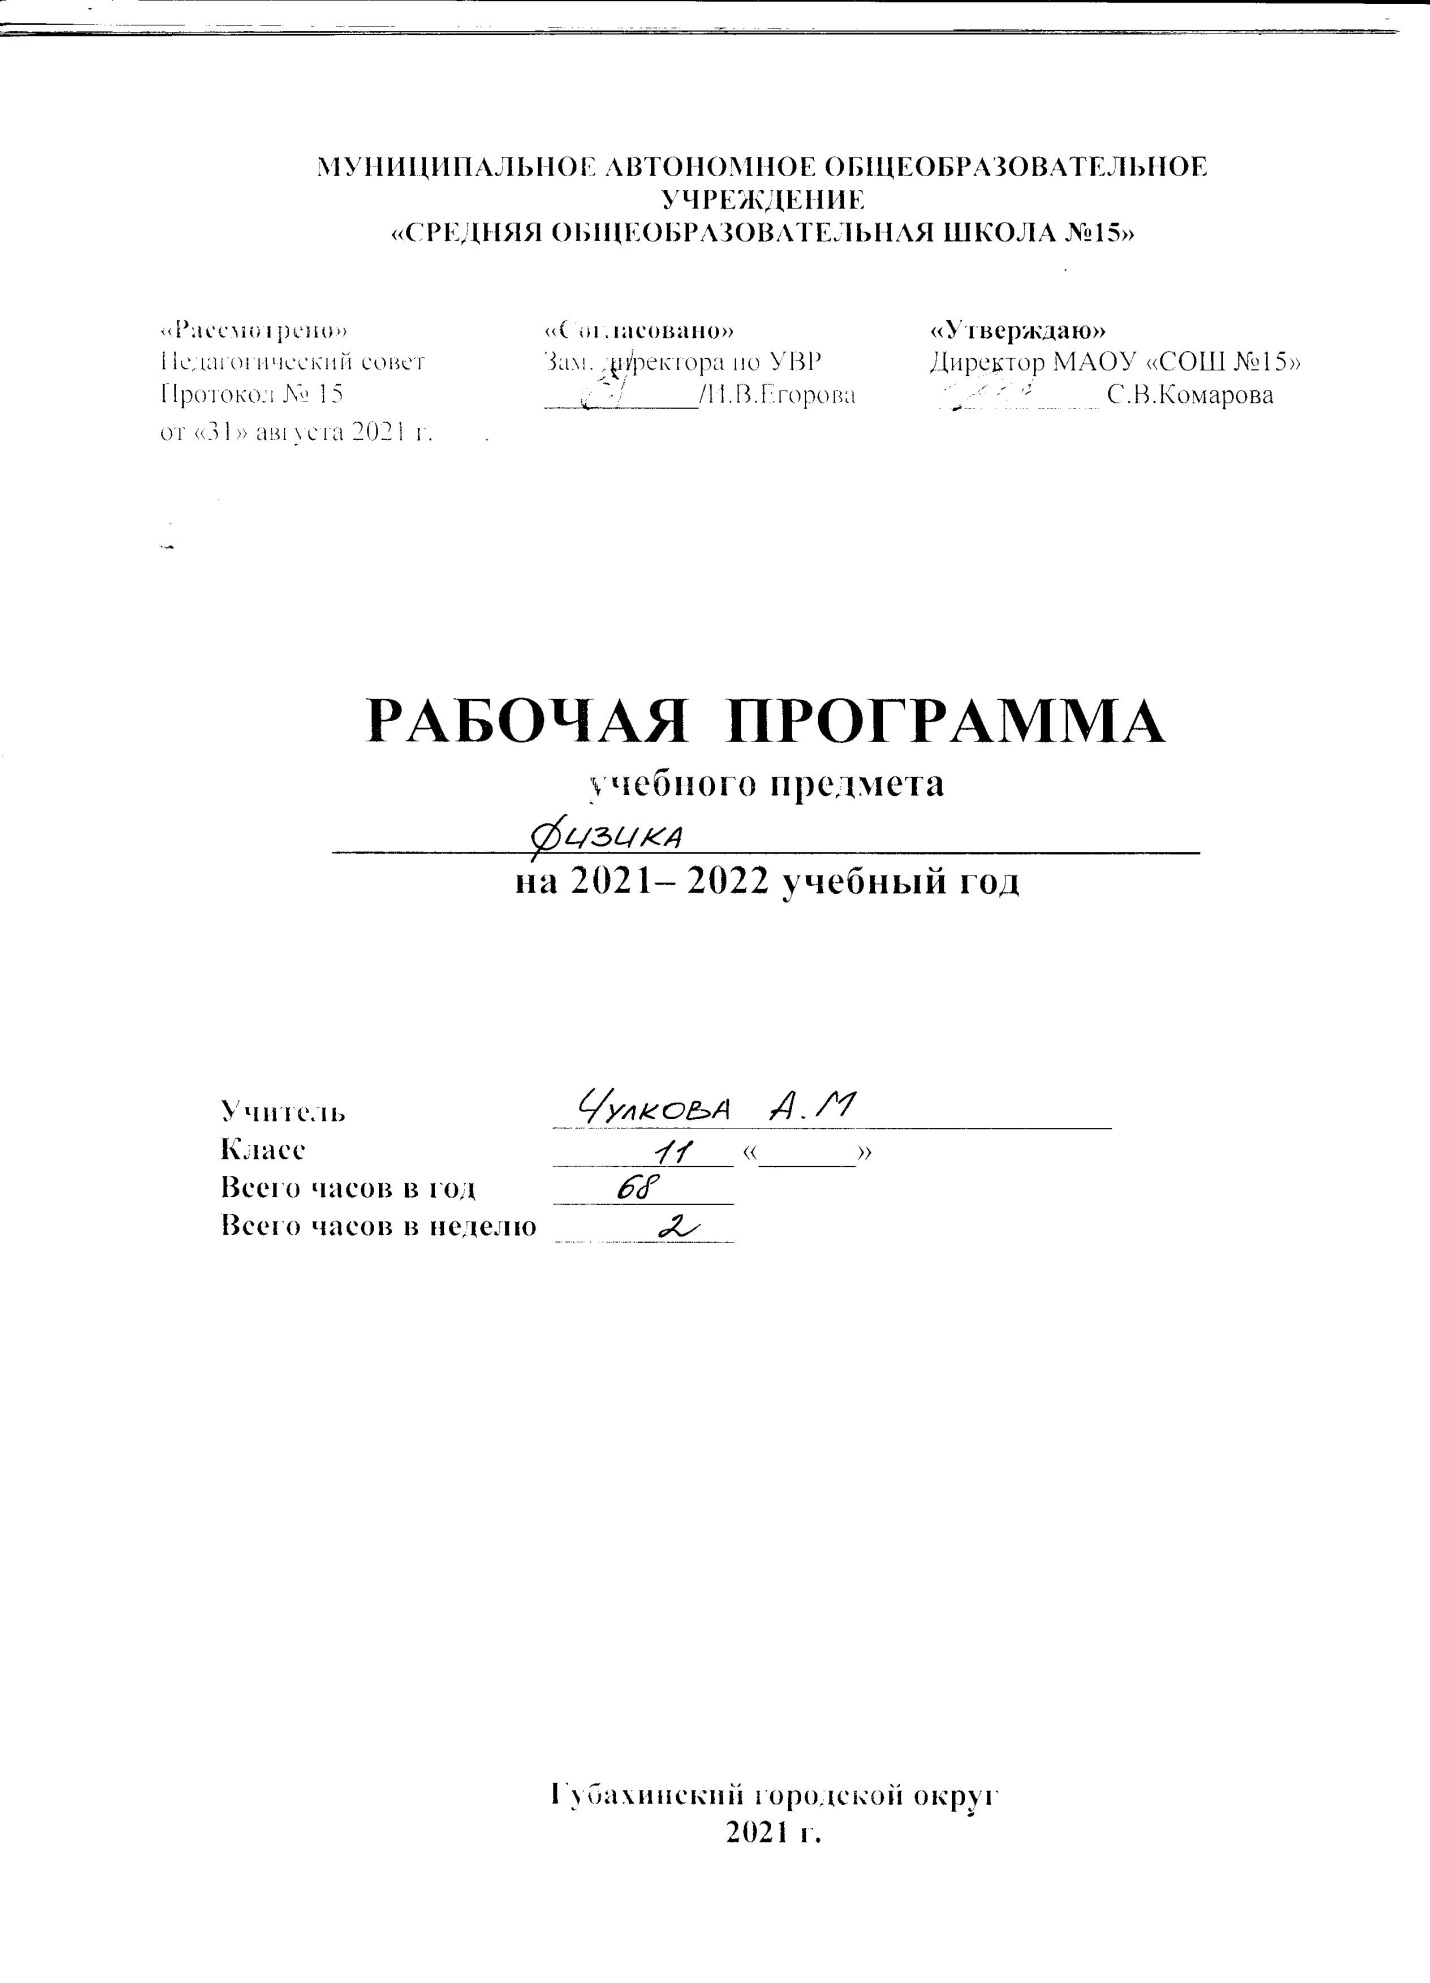 МУНИЦИПАЛЬНОЕ АВТОНОМНОЕ ОБЩЕОБРАЗОВАТЕЛЬНОЕ
УЧРЕЖДЕНИЕ
«СРЕДНЯЯ ОБЩЕОБРАЗОВАТЕЛЬНАЯ ШКОЛА №15»
«Рассмотрено»
Педагогический совет
Протокол № 15
от «31» августа 2021 г.
«Согласовано»
Зам. директора по УВР
Егорова
«Утверждаю»
Директор МАОУ «СОШ №15»
С.В.Комарова
РАБОЧАЯ ПРОГРАММА
учебного предмета
физика
на 2021– 2022 учебный год
Учитель Чулкова А.М
Класс 11 «______»
Всего часов в год 68
Всего часов в неделю 2
Губахинский городской округ
2021 г.